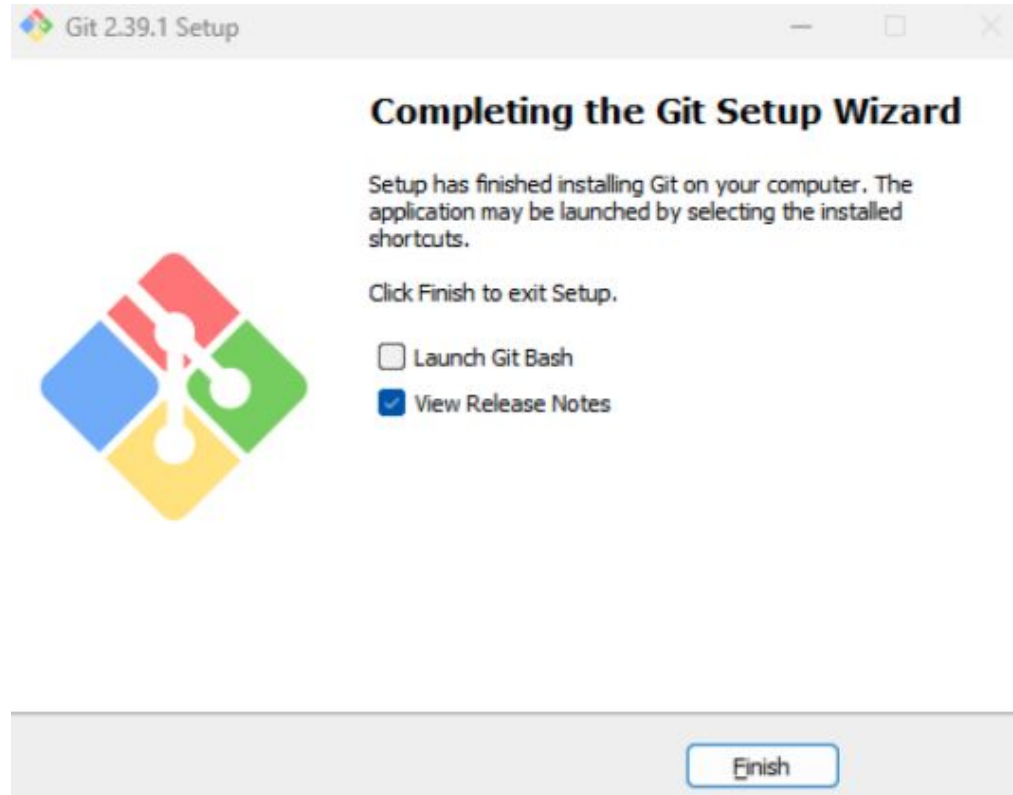 Git 2.39.1 Setup
Completing the Git Setup Wizard
Setup has finished installing Git on your computer. The
application may be launched by selecting the installed
shortcuts.
Click Finish to exit Setup.
Launch Git Bash
View Release Notes
Finish